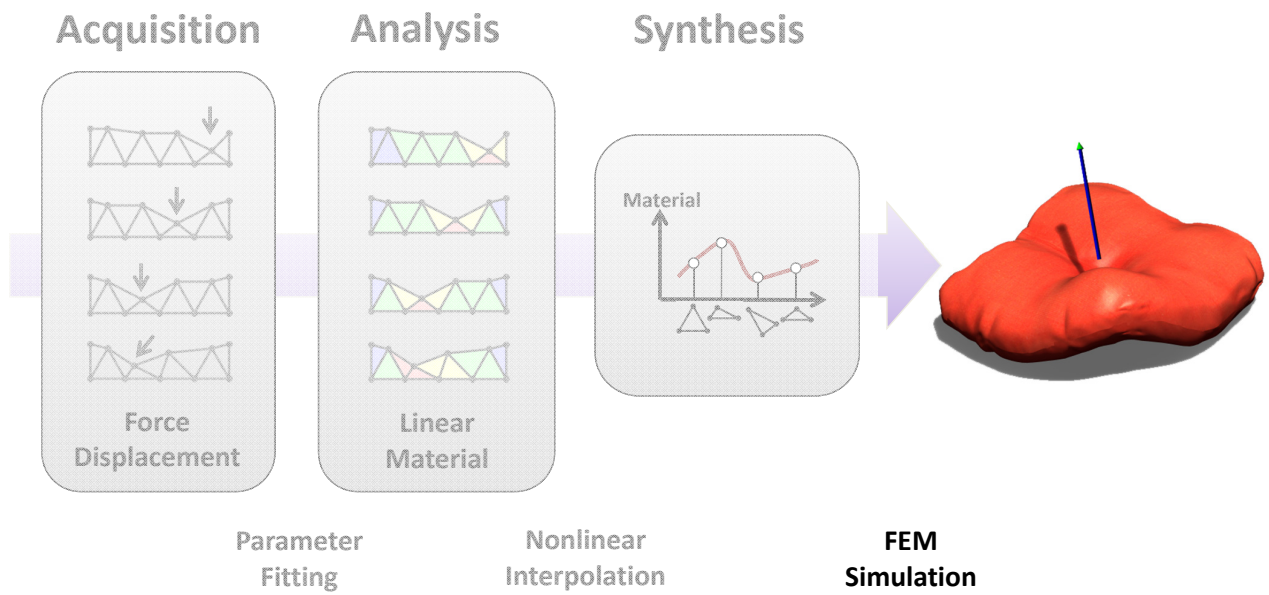 Acquisition
Analysis
Synthesis
Material
Force
Displacement
Linear
Material
Parameter
Fitting
Nonlinear
Interpolation
FEM
Simulation